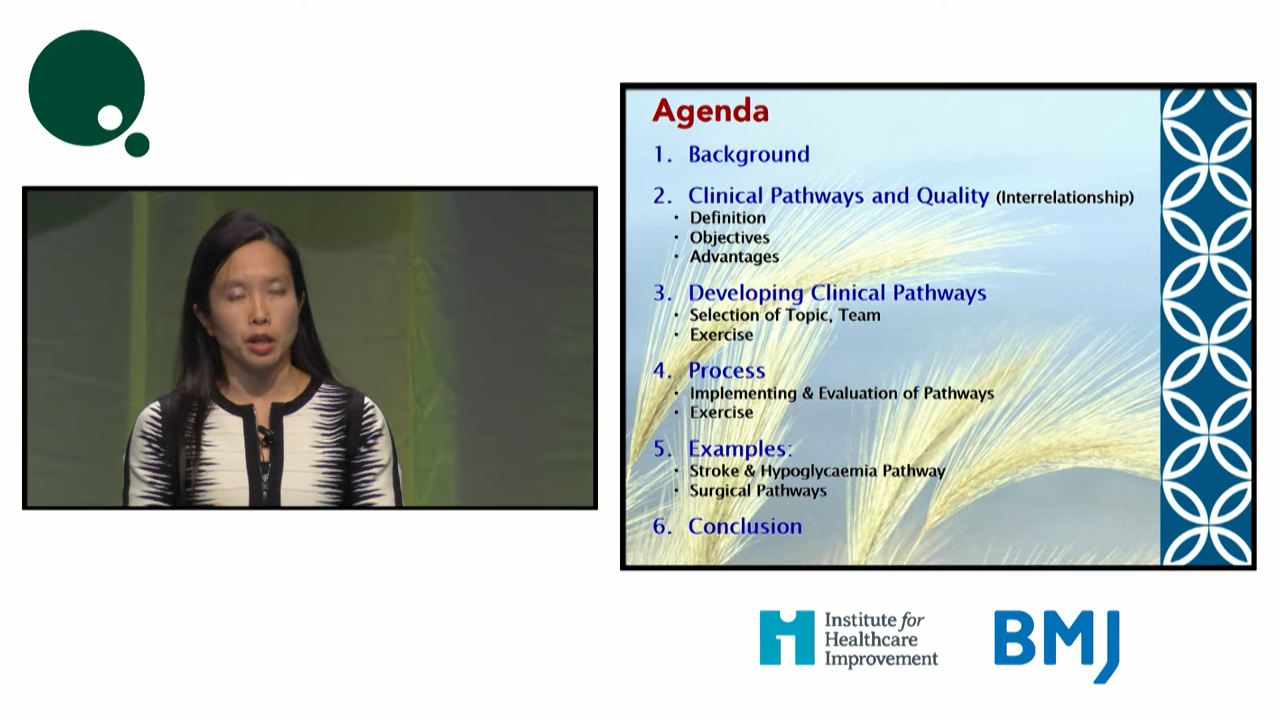 Agenda
1. Background
2. Clinical Pathways and Quality (Interrelationship)
· Definition
· Objectives
· Advantages
3. Developing Clinical Pathways
· Selection of Topic, Team
· Exercise
4. Process
· Implementing & Evaluation of Pathways
· Exercise
5. Examples:
· Stroke & Hypoglycaemia Pathway
· Surgical Pathways
6. Conclusion
Institute for
Healthcare
Improvement
BMJ